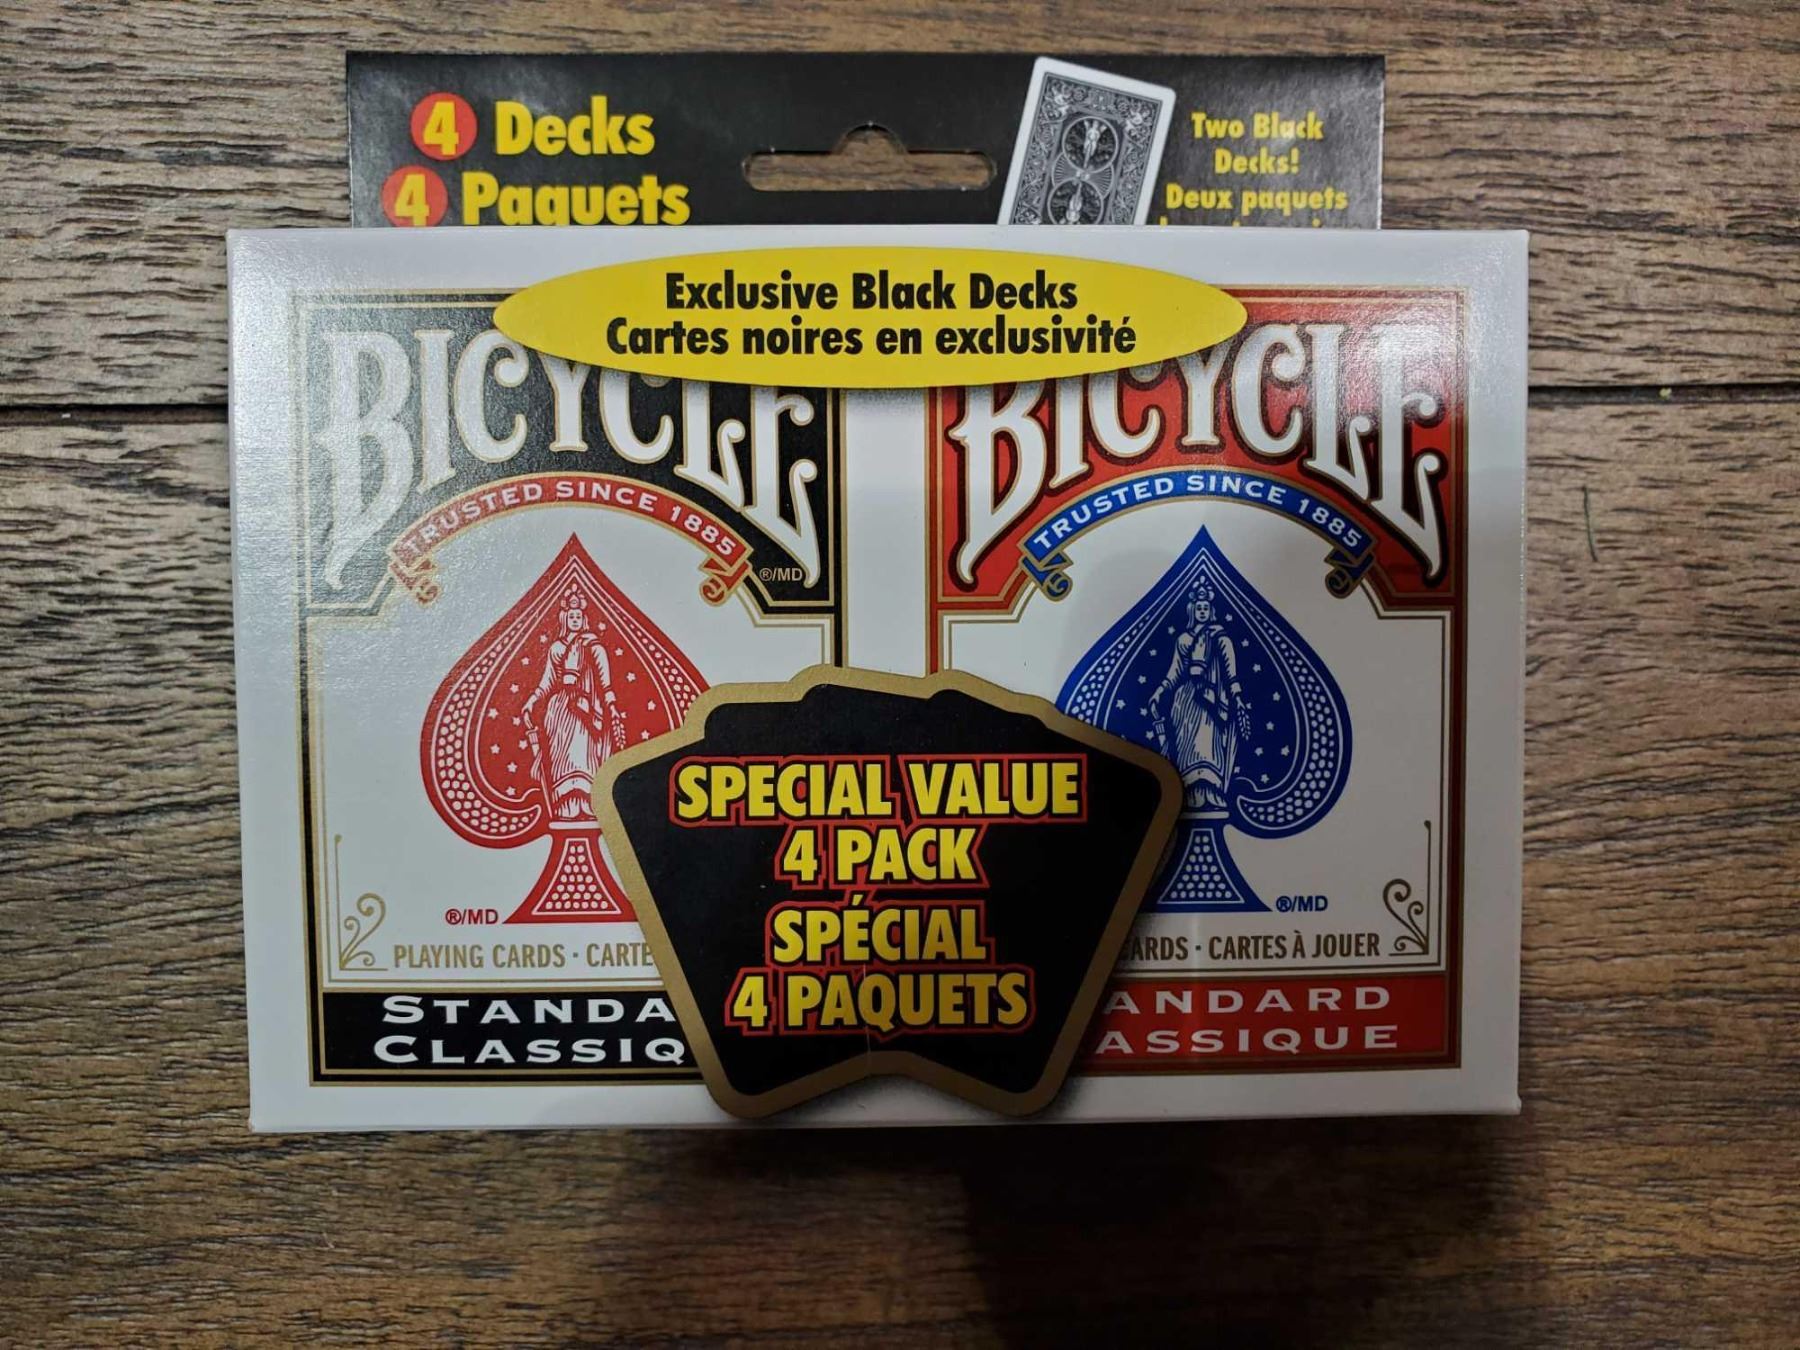 4 Decks
4 Paquets
Two Black
Decks!
Deux paquets
Exclusive Black Decks
Cartes noires en exclusivité
BICYCLE
TRUSTED SINCE 1885
®/MD
®/MD
PLAYING CARDS · CARTE
STANDA
CLASSIQ
BICYCLE
TRUSTED SINCE 1885
®/MD
ARDS · CARTES À JOUER
ANDARD
ASSIQUE
SPECIAL VALUE
4 PACK
SPÉCIAL
4 PAQUETS